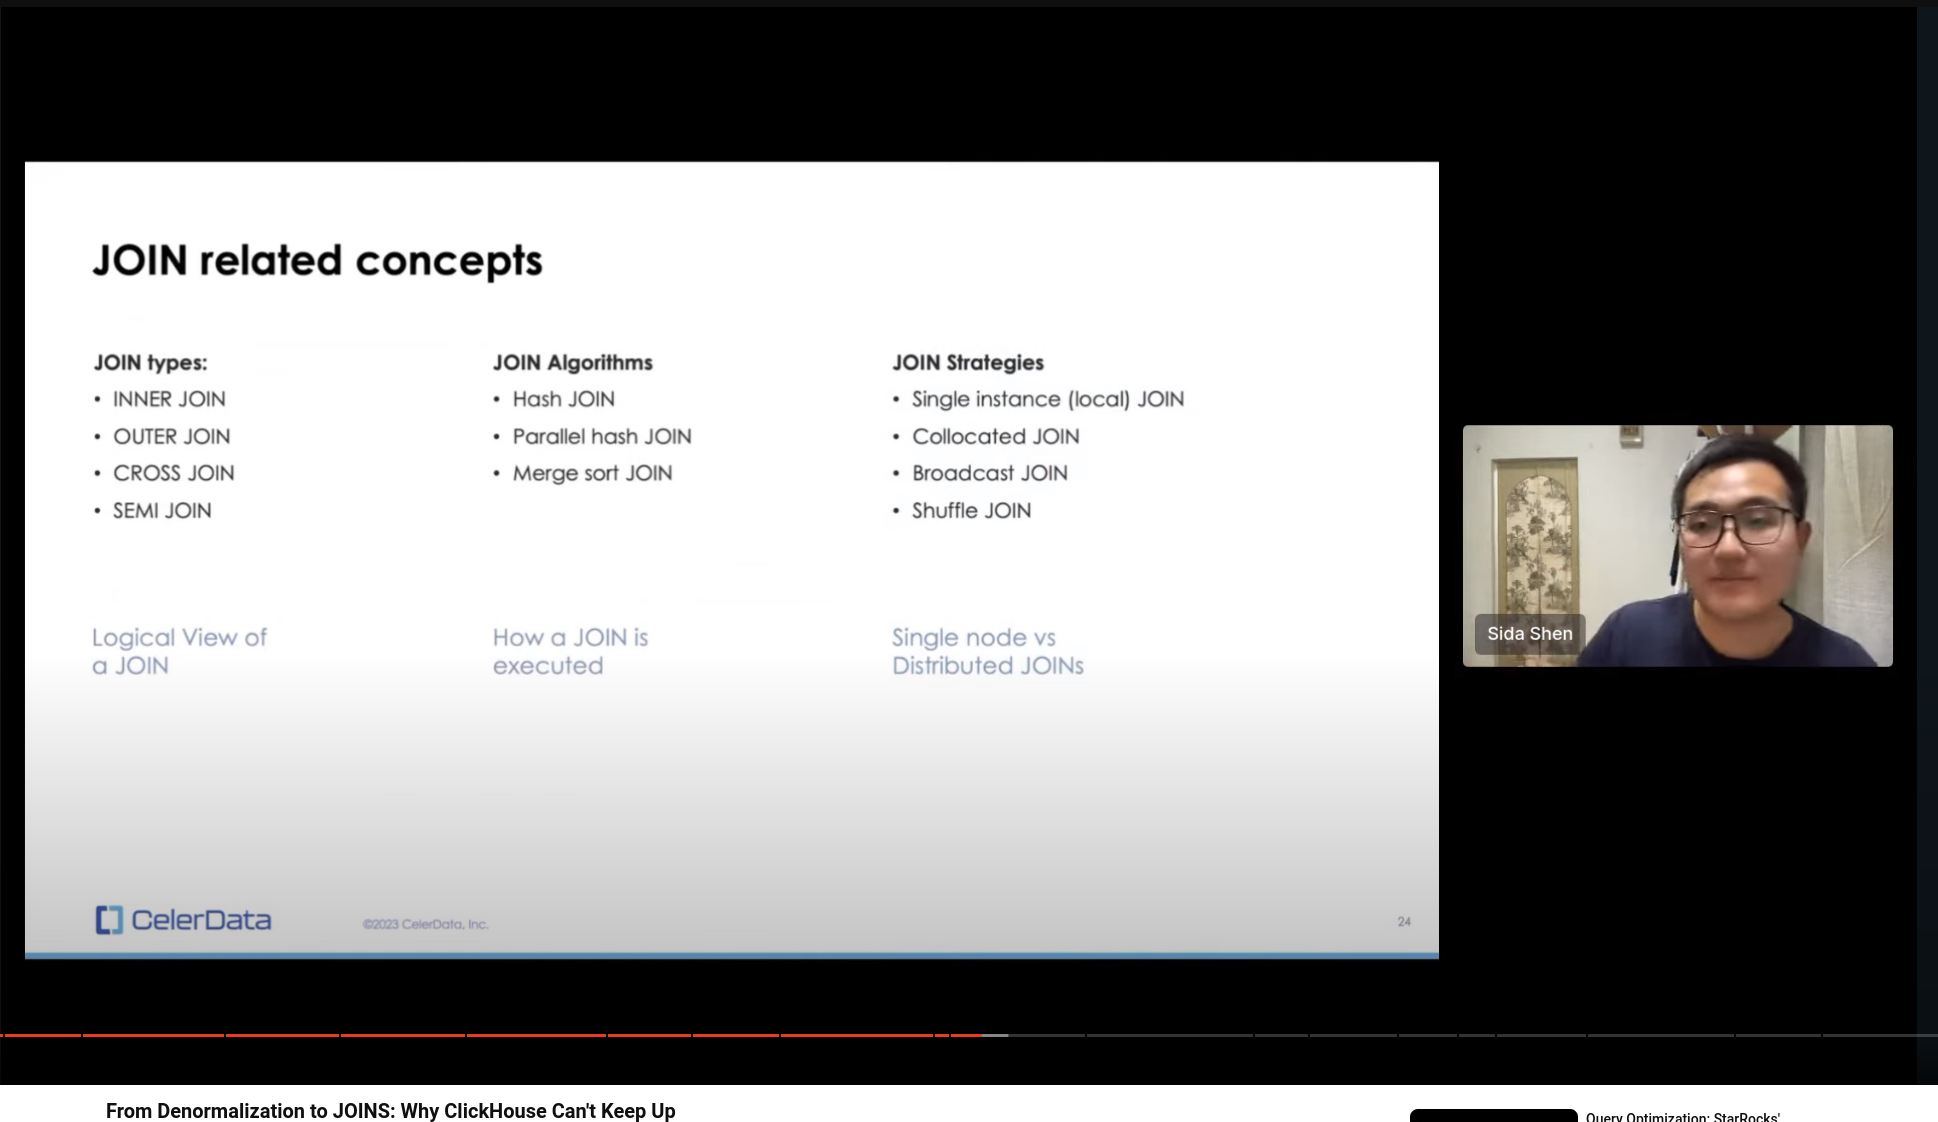 JOIN related concepts
JOIN types:
• INNER JOIN
• OUTER JOIN
• CROSS JOIN
• SEMI JOIN
Logical View of
a JOIN
JOIN Algorithms
• Hash JOIN
• Parallel hash JOIN
• Merge sort JOIN
How a JOIN is
executed
JOIN Strategies
• Single instance (local) JOIN
• Collocated JOIN
• Broadcast JOIN
• Shuffle JOIN
Single node vs
Distributed JOINs
CelerData
©2023 CelerData, Inc.
24
Sida Shen
From Denormalization to JOINS: Why ClickHouse Can't Keep Up
Query Optimization: StarRocks'